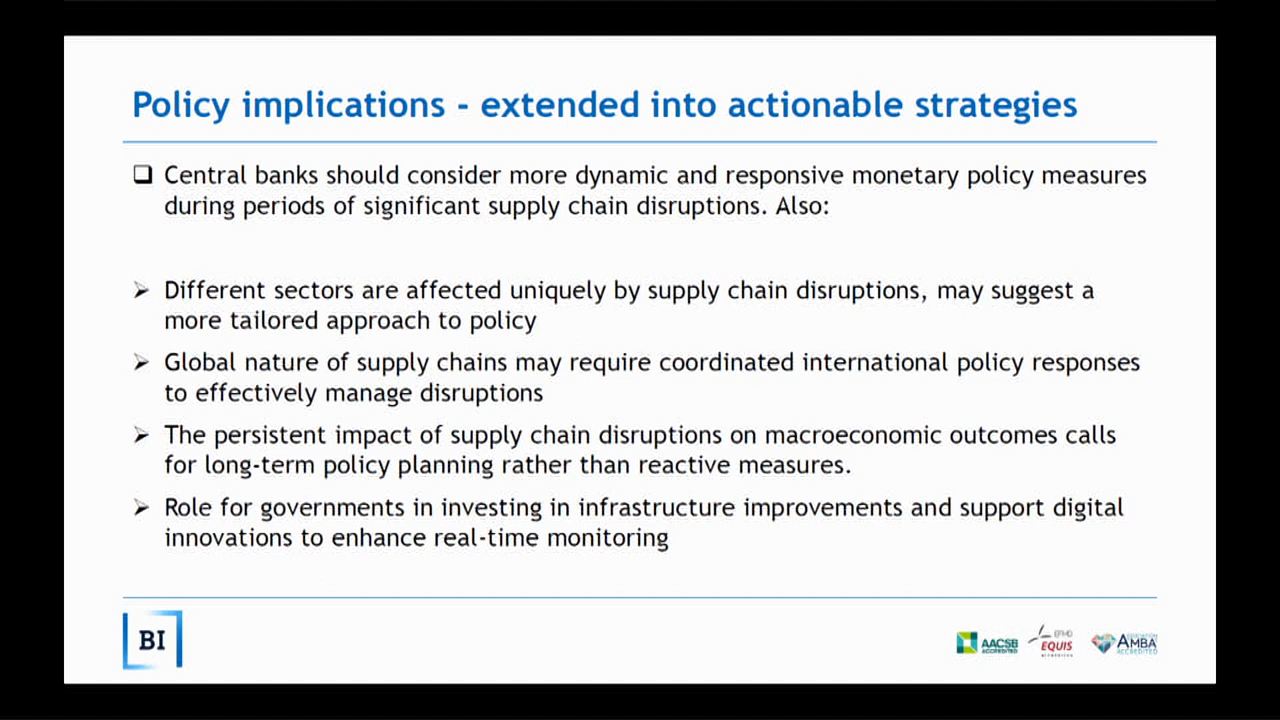 Policy implications - extended into actionable strategies
Central banks should consider more dynamic and responsive monetary policy measures
during periods of significant supply chain disruptions. Also:
Different sectors are affected uniquely by supply chain disruptions, may suggest a
more tailored approach to policy
Global nature of supply chains may require coordinated international policy responses
to effectively manage disruptions
The persistent impact of supply chain disruptions on macroeconomic outcomes calls
for long-term policy planning rather than reactive measures.
Role for governments in investing in infrastructure improvements and support digital
innovations to enhance real-time monitoring
BI
AACSB
ACCREDITED
EFMD
EQUIS
ACCREDITED
ASSOCIATION
AMBA
ACCREDITED